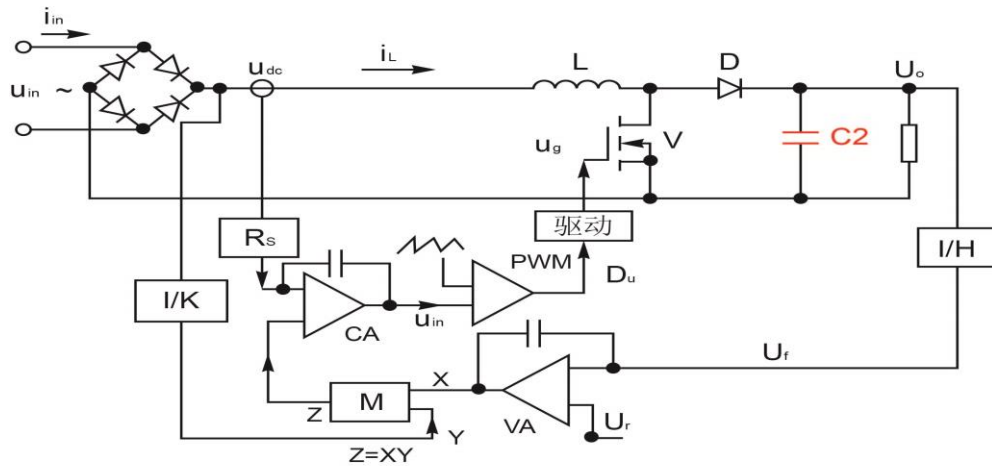 iin
udc
iL
L
D
Uo
uin ~
ug
V
C2
RS
驱动
I/H
PWM
Du
I/K
CA
uin
Uf
X
M
Z
Y
VA
Ur
Z=XY